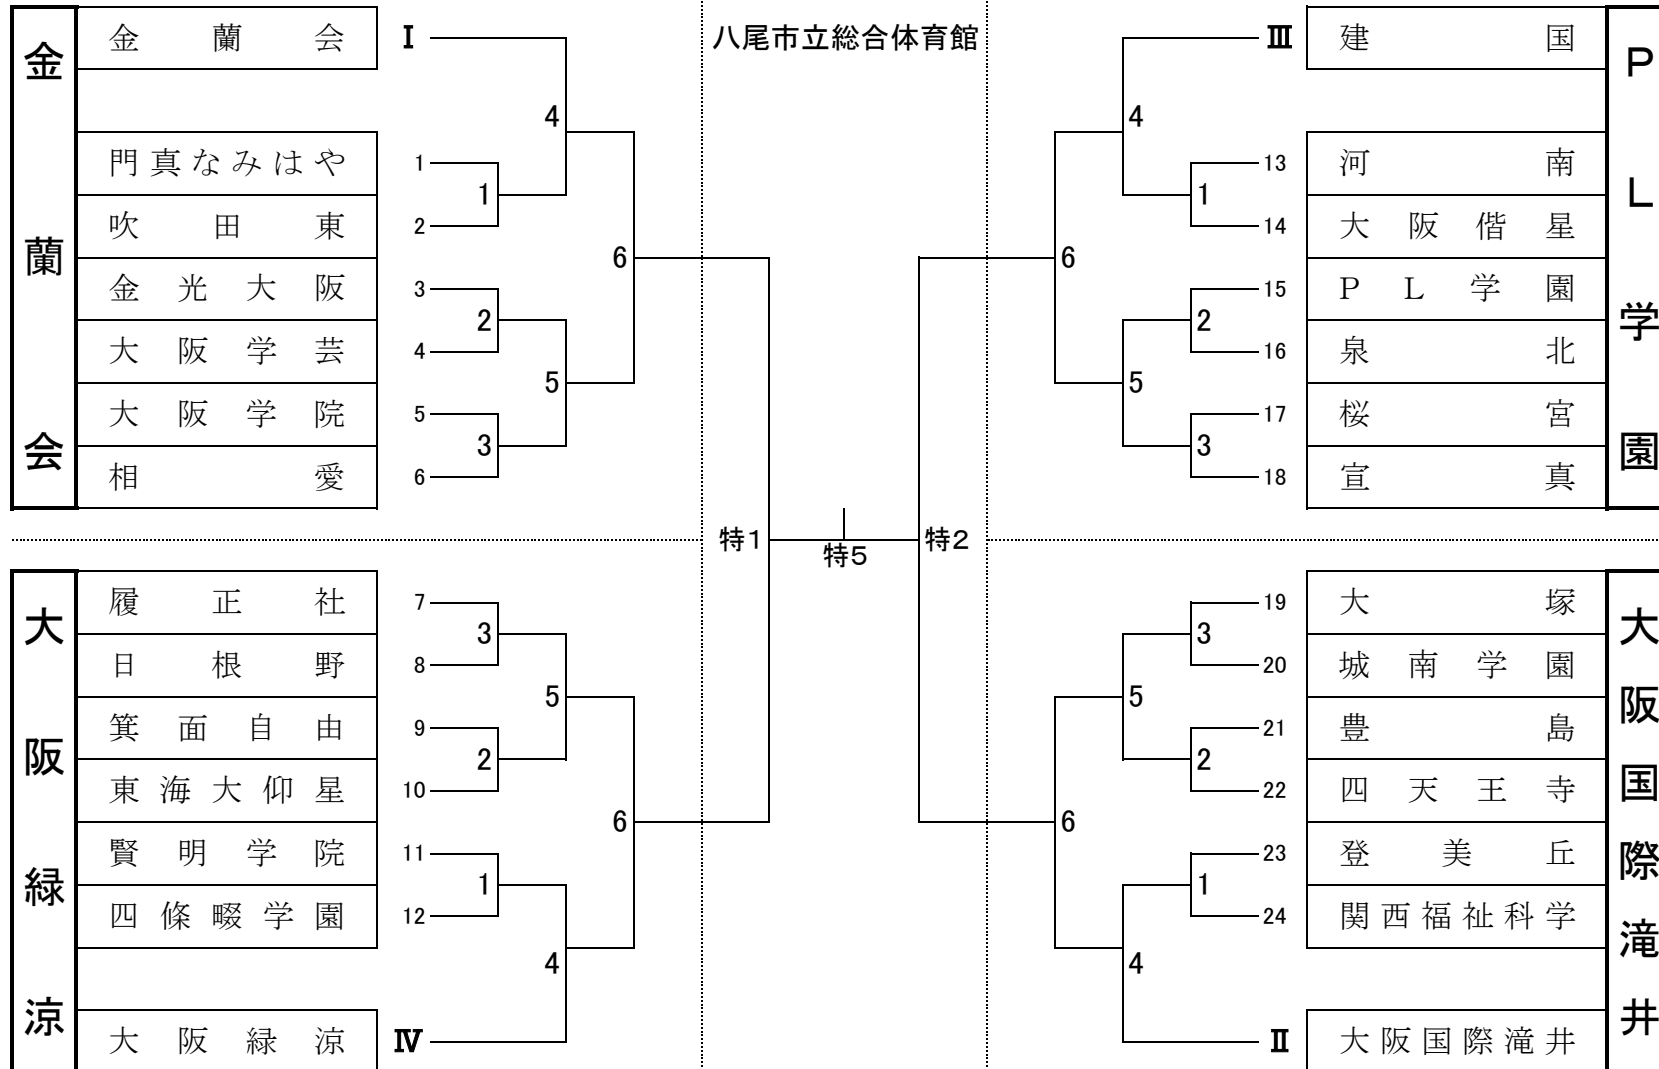 八尾市立総合体育館
金蘭会
金蘭会 Ⅰ
門真なみはや 1
吹田東 2
金光大阪 3
大阪学芸 4
大阪学院 5
相愛 6
4
1
6
2
5
3
PL学園
Ⅲ 建国
13 河南
14 大阪偕星
15 PL学園
16 泉北
17 桜宮
18 宣真
4
1
6
2
5
3
特1 特5 特2
大阪緑涼
履正社 7
日根野 8
箕面自由 9
東海大仰星 10
賢明学院 11
四條畷学園 12
大阪緑涼 Ⅳ
3
5
2
6
1
4
大阪国際滝井
19 大塚
20 城南学園
21 豊島
22 四天王寺
23 登美丘
24 関西福祉科学
Ⅱ 大阪国際滝井
3
5
2
6
1
4